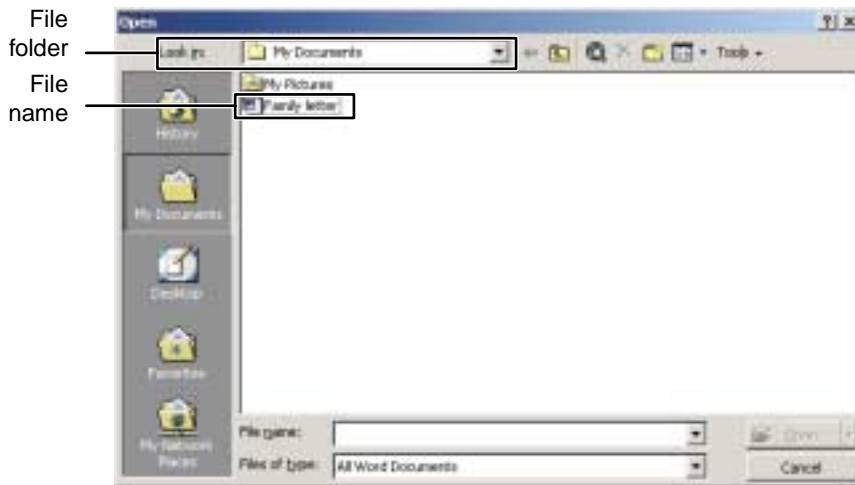 File
folder
File
name
Open
Look in:
My Documents
Tools
My Pictures
Family letter
History
My Documents
Desktop
Favorites
My Network
Places
File name:
Open
Files of type:
All Word Documents
Cancel